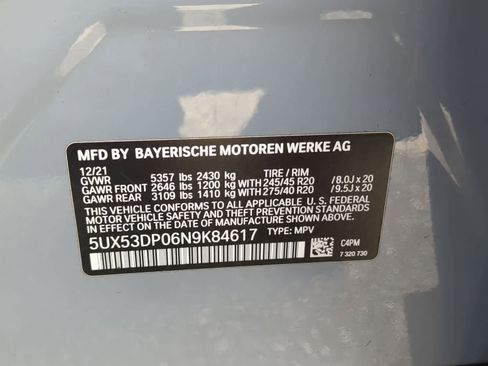 MFD BY BAYERISCHE MOTOREN WERKE AG
12/21
GVWR 5357 lbs 2430 kg TIRE / RIM
GAWR FRONT 2646 lbs 1200 kg WITH 245/45 R20 /8.0J x 20
GAWR REAR 3109 lbs 1410 kg WITH 275/40 R20 /9.5J x 20
THIS VEHICLE CONFORMS TO ALL APPLICABLE U. S. FEDERAL
MOTOR VEHICLE SAFETY AND THEFT PREVENTION STANDARDS
IN EFFECT ON THE DATE OF MANUFACTURE SHOWN ABOVE.
5UX53DP06N9K84617 TYPE: MPV
C4PM
7 320 730